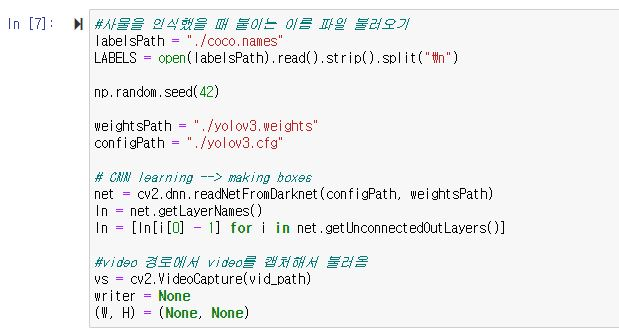 In [7]:
#사물을 인식했을 때 붙이는 이름 파일 불러오기
labelsPath = "./coco.names"
LABELS = open(labelsPath).read().strip().split("₩n")
np.random.seed(42)
weightsPath = "./yolov3.weights"
configPath = "./yolov3.cfg"
# CNN learning --> making boxes
net = cv2.dnn.readNetFromDarknet(configPath, weightsPath)
ln = net.getLayerNames()
ln = [ln[i[0] - 1] for i in net.getUnconnectedOutLayers()]
#video 경로에서 video를 캡처해서 불러옴
vs = cv2.VideoCapture(vid_path)
writer = None
(W, H) = (None, None)